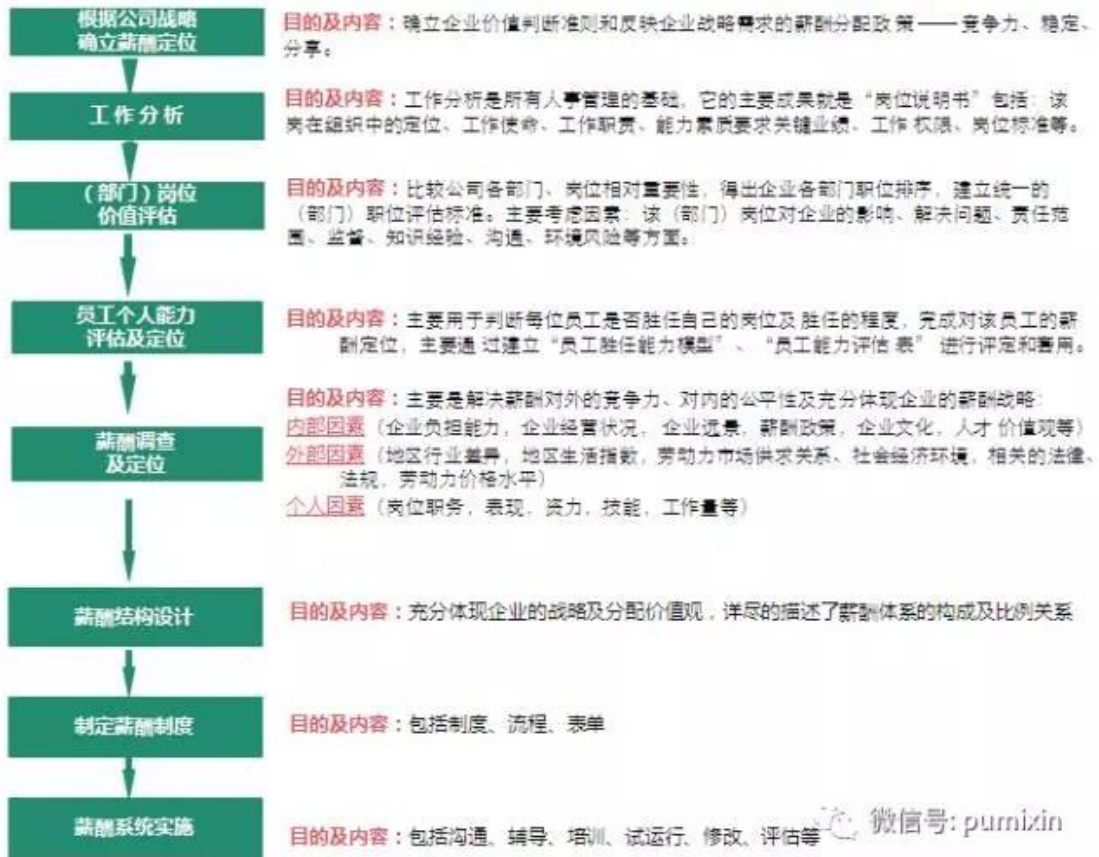 根据公司战略
确立薪酬定位
目的及内容：确立企业价值判断准则和反映企业战略需求的薪酬分配政 策——竞争力、稳定、
分享。
工作分析
目的及内容：工作分析是所有人事管理的基础，它的主要成果就是“岗位说明书”包括：该
岗在组织中的定位、工作使命、工作职责、能力素质要求关键业绩、工作 权限、岗位标准等。
（部门）岗位
价值评估
目的及内容：比较公司各部门、岗位相对重要性，得出企业各部门职位排序，建立统一的
（部门）职位评估标准。主要考虑因素：该（部门）岗位对企业的影响、解决问题、责任范
围、监督、知识经验、沟通、环境风险等方面。
员工个人能力
评估及定位
目的及内容：主要用于判断每位员工是否胜任自己的岗位及 胜任的程度，完成对该员工的薪
酬定位，主要通 过建立“员工胜任能力模型”、“员工能力评估 表” 进行评定和套用。
薪酬调查
及定位
目的及内容：主要是解决薪酬对外的竞争力、对内的公平性及充分体现企业的薪酬战略：
内部因素（企业负担能力，企业经营状况，企业远景，薪酬政策，企业文化，人才 价值观等）
外部因素（地区行业差异，地区生活指数，劳动力市场供求关系、社会经济环境，相关的法律、
法规，劳动力价格水平）
个人因素（岗位职务，表现，资力，技能，工作量等）
薪酬结构设计
目的及内容：充分体现企业的战略及分配价值观，详尽的描述了薪酬体系的构成及比例关系
制定薪酬制度
目的及内容：包括制度、流程、表单
薪酬系统实施
目的及内容：包括沟通、辅导、培训、试运行、修改、评估等
微信号: pumixin